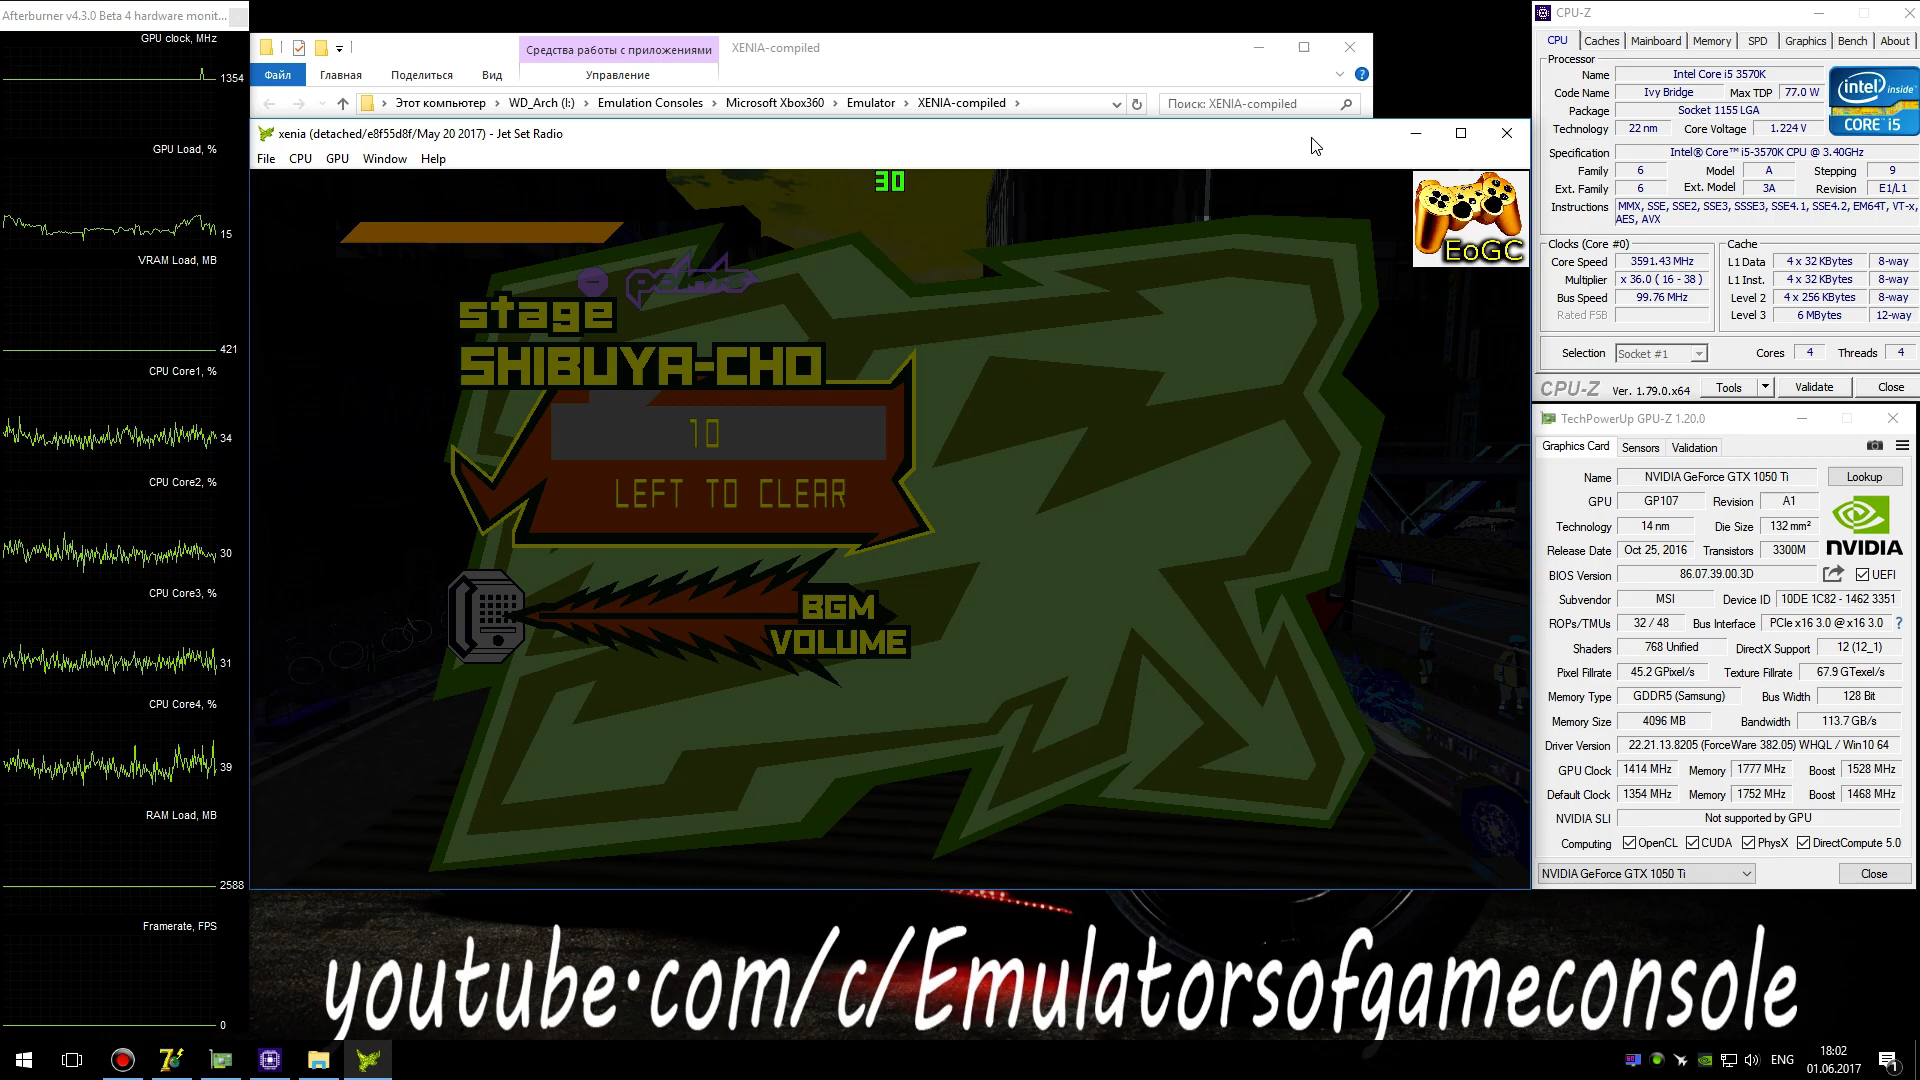 Afterburner v4.3.0 Beta 4 hardware monit...
GPU clock, MHz
1354
GPU Load, %
15
VRAM Load, MB
421
CPU Core1, %
34
CPU Core2, %
30
CPU Core3, %
31
CPU Core4, %
39
RAM Load, MB
2588
Framerate, FPS
0
Средства работы с приложениями
XENIA-compiled
Файл Главная Поделиться Вид Управление
Этот компьютер > WD_Arch (I:) > Emulation Consoles > Microsoft Xbox360 > Emulator > XENIA-compiled >
Поиск: XENIA-compiled
xenia (detached/e8f55d8f/May 20 2017) - Jet Set Radio
File CPU GPU Window Help
30
EoGC
points
stage
SHIBUYA-CHO
10
LEFT TO CLEAR
BGM
VOLUME
youtube.com/c/Emulatorsofgameconsole
CPU-Z
CPU Caches Mainboard Memory SPD Graphics Bench About
Processor
Name Intel Core i5 3570K
Code Name Ivy Bridge Max TDP 77.0 W
Package Socket 1155 LGA
Technology 22 nm Core Voltage 1.224 V
intel inside™
CORE i5
Specification Intel® Core™ i5-3570K CPU @ 3.40GHz
Family 6 Model A Stepping 9
Ext. Family 6 Ext. Model 3A Revision E1/L1
Instructions MMX, SSE, SSE2, SSE3, SSSE3, SSE4.1, SSE4.2, EM64T, VT-x,
AES, AVX
Clocks (Core #0) Cache
Core Speed 3591.43 MHz L1 Data 4 x 32 KBytes 8-way
Multiplier x 36.0 ( 16 - 38 ) L1 Inst. 4 x 32 KBytes 8-way
Bus Speed 99.76 MHz Level 2 4 x 256 KBytes 8-way
Rated FSB Level 3 6 MBytes 12-way
Selection Socket #1 Cores 4 Threads 4
CPU-Z Ver. 1.79.0.x64 Tools Validate Close
TechPowerUp GPU-Z 1.20.0
Graphics Card Sensors Validation
Name NVIDIA GeForce GTX 1050 Ti Lookup
GPU GP107 Revision A1
Technology 14 nm Die Size 132 mm²
Release Date Oct 25, 2016 Transistors 3300M
NVIDIA
BIOS Version 86.07.39.00.3D UEFI
Subvendor MSI Device ID 10DE 1C82 - 1462 3351
ROPs/TMUs 32 / 48 Bus Interface PCIe x16 3.0 @ x16 3.0 ?
Shaders 768 Unified DirectX Support 12 (12_1)
Pixel Fillrate 45.2 GPixel/s Texture Fillrate 67.9 GTexel/s
Memory Type GDDR5 (Samsung) Bus Width 128 Bit
Memory Size 4096 MB Bandwidth 113.7 GB/s
Driver Version 22.21.13.8205 (ForceWare 382.05) WHQL / Win10 64
GPU Clock 1414 MHz Memory 1777 MHz Boost 1528 MHz
Default Clock 1354 MHz Memory 1752 MHz Boost 1468 MHz
NVIDIA SLI Not supported by GPU
Computing OpenCL CUDA PhysX DirectCompute 5.0
NVIDIA GeForce GTX 1050 Ti Close
ENG 18:02
01.06.2017
1